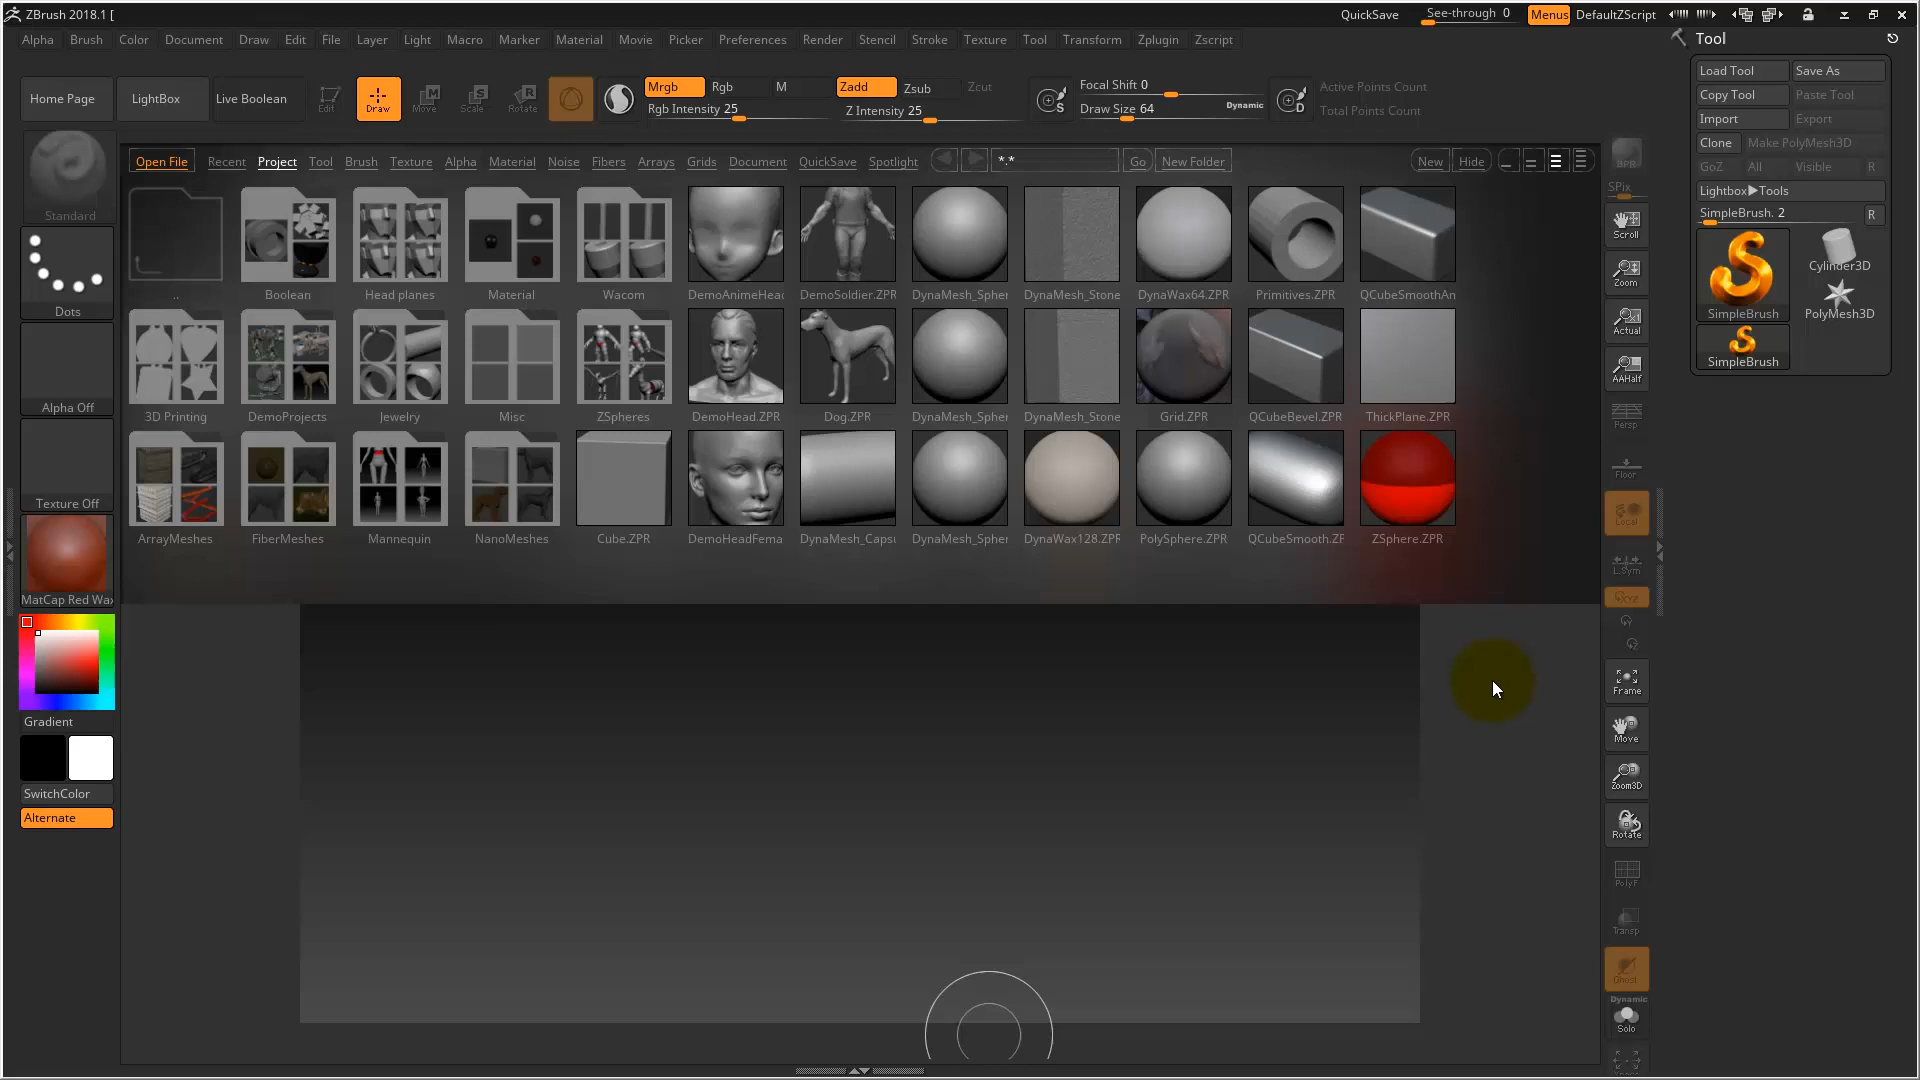 ZBrush 2018.1 [
QuickSave See-through 0 Menus DefaultZScript
Alpha Brush Color Document Draw Edit File Layer Light Macro Marker Material Movie Picker Preferences Render Stencil Stroke Texture Tool Transform Zplugin Zscript
Tool
Load Tool Save As
Copy Tool Paste Tool
Import Export
Clone Make PolyMesh3D
GoZ All Visible R
Lightbox▶Tools
SimpleBrush. 2 R
SimpleBrush
Cylinder3D
PolyMesh3D
SimpleBrush
Home Page LightBox Live Boolean Edit Draw Move Scale Rotate
Mrgb Rgb M Zadd Zsub Zcut
Rgb Intensity 25 Z Intensity 25
S Focal Shift 0
Draw Size 64 Dynamic D
Active Points Count
Total Points Count
Standard
Dots
Alpha Off
Texture Off
MatCap Red Wax
Gradient
SwitchColor
Alternate
Open File Recent Project Tool Brush Texture Alpha Material Noise Fibers Arrays Grids Document QuickSave Spotlight *.* Go New Folder New Hide
.. Boolean Head planes Material Wacom DemoAnimeHead DemoSoldier.ZPR DynaMesh_Spher DynaMesh_Stone DynaWax64.ZPR Primitives.ZPR QCubeSmoothAn
3D Printing DemoProjects Jewelry Misc ZSpheres DemoHead.ZPR Dog.ZPR DynaMesh_Spher DynaMesh_Stone Grid.ZPR QCubeBevel.ZPR ThickPlane.ZPR
ArrayMeshes FiberMeshes Mannequin NanoMeshes Cube.ZPR DemoHeadFema DynaMesh_Capsu DynaMesh_Spher DynaWax128.ZPR PolySphere.ZPR QCubeSmooth.ZP ZSphere.ZPR
BPR
SPix
Scroll
Zoom
Actual
AAHalf
Persp
Floor
Local
L.Sym
XYZ
Frame
Move
Zoom3D
Rotate
PolyF
Transp
Ghost
Dynamic
Solo